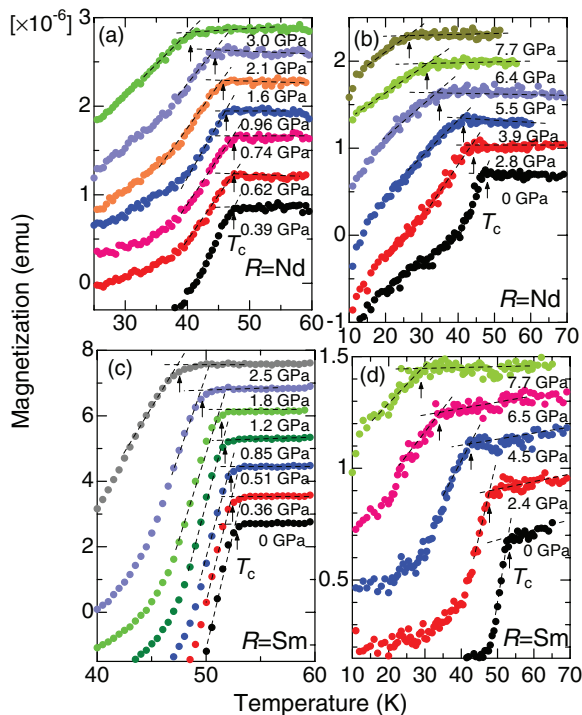 [×10⁻⁶]
(a)
3.0 GPa
2.1 GPa
1.6 GPa
0.96 GPa
0.74 GPa
0.62 GPa
0.39 GPa
Tc
R=Nd
3
2
1
0
30 40 50 60
(b)
7.7 GPa
6.4 GPa
5.5 GPa
3.9 GPa
2.8 GPa
0 GPa
Tc
R=Nd
2
1
0
-1
10 20 30 40 50 60 70
(c)
2.5 GPa
1.8 GPa
1.2 GPa
0.85 GPa
0.51 GPa
0.36 GPa
0 GPa
Tc
R=Sm
8
6
4
2
0
40 45 50 55 60
(d)
7.7 GPa
6.5 GPa
4.5 GPa
2.4 GPa
0 GPa
Tc
R=Sm
1.5
1.0
0.5
10 20 30 40 50 60 70
Magnetization (emu)
Magnetization (emu)
Temperature (K)